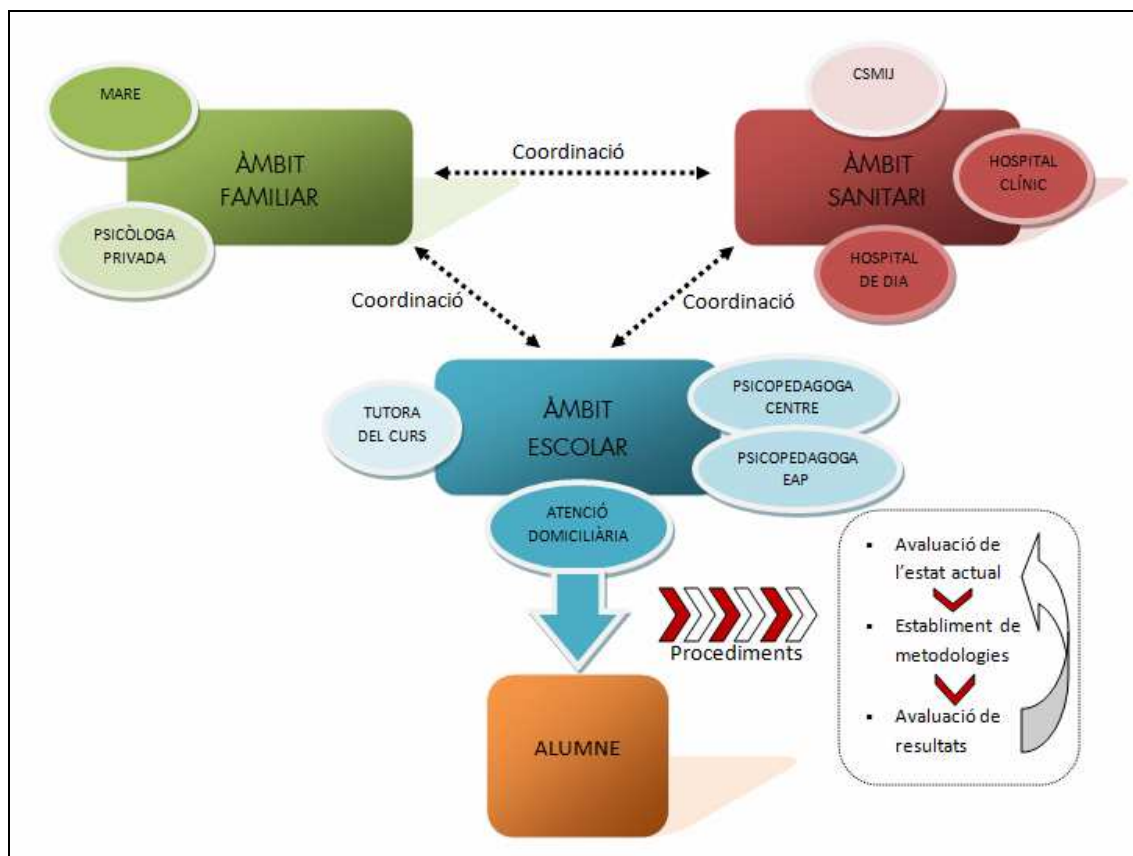 MARE
ÀMBIT
FAMILIAR
PSICÒLOGA
PRIVADA
Coordinació
CSMIJ
ÀMBIT
SANITARI
HOSPITAL
CLÍNIC
HOSPITAL
DE DIA
Coordinació
Coordinació
TUTORA
DEL CURS
ÀMBIT
ESCOLAR
PSICOPEDAGOGA
CENTRE
PSICOPEDAGOGA
EAP
ATENCIÓ
DOMICILIÀRIA
Procediments
▪ Avaluació de
l'estat actual
▪ Establiment de
metodologies
▪ Avaluació de
resultats
ALUMNE